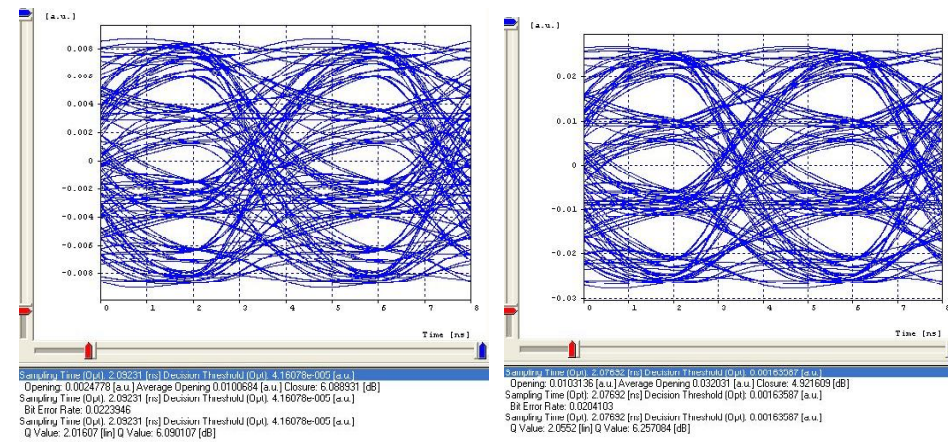 [a.u.]
0.008
0.006
0.004
0.002
0
-0.002
-0.004
-0.006
-0.008
0 1 2 3 4 5 6 7 8
Time [ns]
Sampling Time (Opt). 2.09231 [ns] Decision Threshold (Opt). 4.16078e-005 [a.u.]
Opening: 0.0024778 [a.u.] Average Opening 0.0100684 [a.u.] Closure: 6.088931 [dB]
Sampling Time (Opt). 2.09231 [ns] Decision Threshold (Opt). 4.16078e-005 [a.u.]
Bit Error Rate: 0.0223946
Sampling Time (Opt). 2.09231 [ns] Decision Threshold (Opt). 4.16078e-005 [a.u.]
Q Value: 2.01607 [lin] Q Value: 6.090107 [dB]
[a.u.]
0.02
0.01
0
-0.01
-0.02
-0.03
0 1 2 3 4 5 6 7 8
Time [ns]
Sampling Time (Opt). 2.07692 [ns] Decision Threshold (Opt). 0.00163587 [a.u.]
Opening: 0.0103136 [a.u.] Average Opening 0.032031 [a.u.] Closure: 4.921609 [dB]
Sampling Time (Opt). 2.07692 [ns] Decision Threshold (Opt). 0.00163587 [a.u.]
Bit Error Rate: 0.0204103
Sampling Time (Opt). 2.07692 [ns] Decision Threshold (Opt). 0.00163587 [a.u.]
Q Value: 2.0552 [lin] Q Value: 6.257084 [dB]